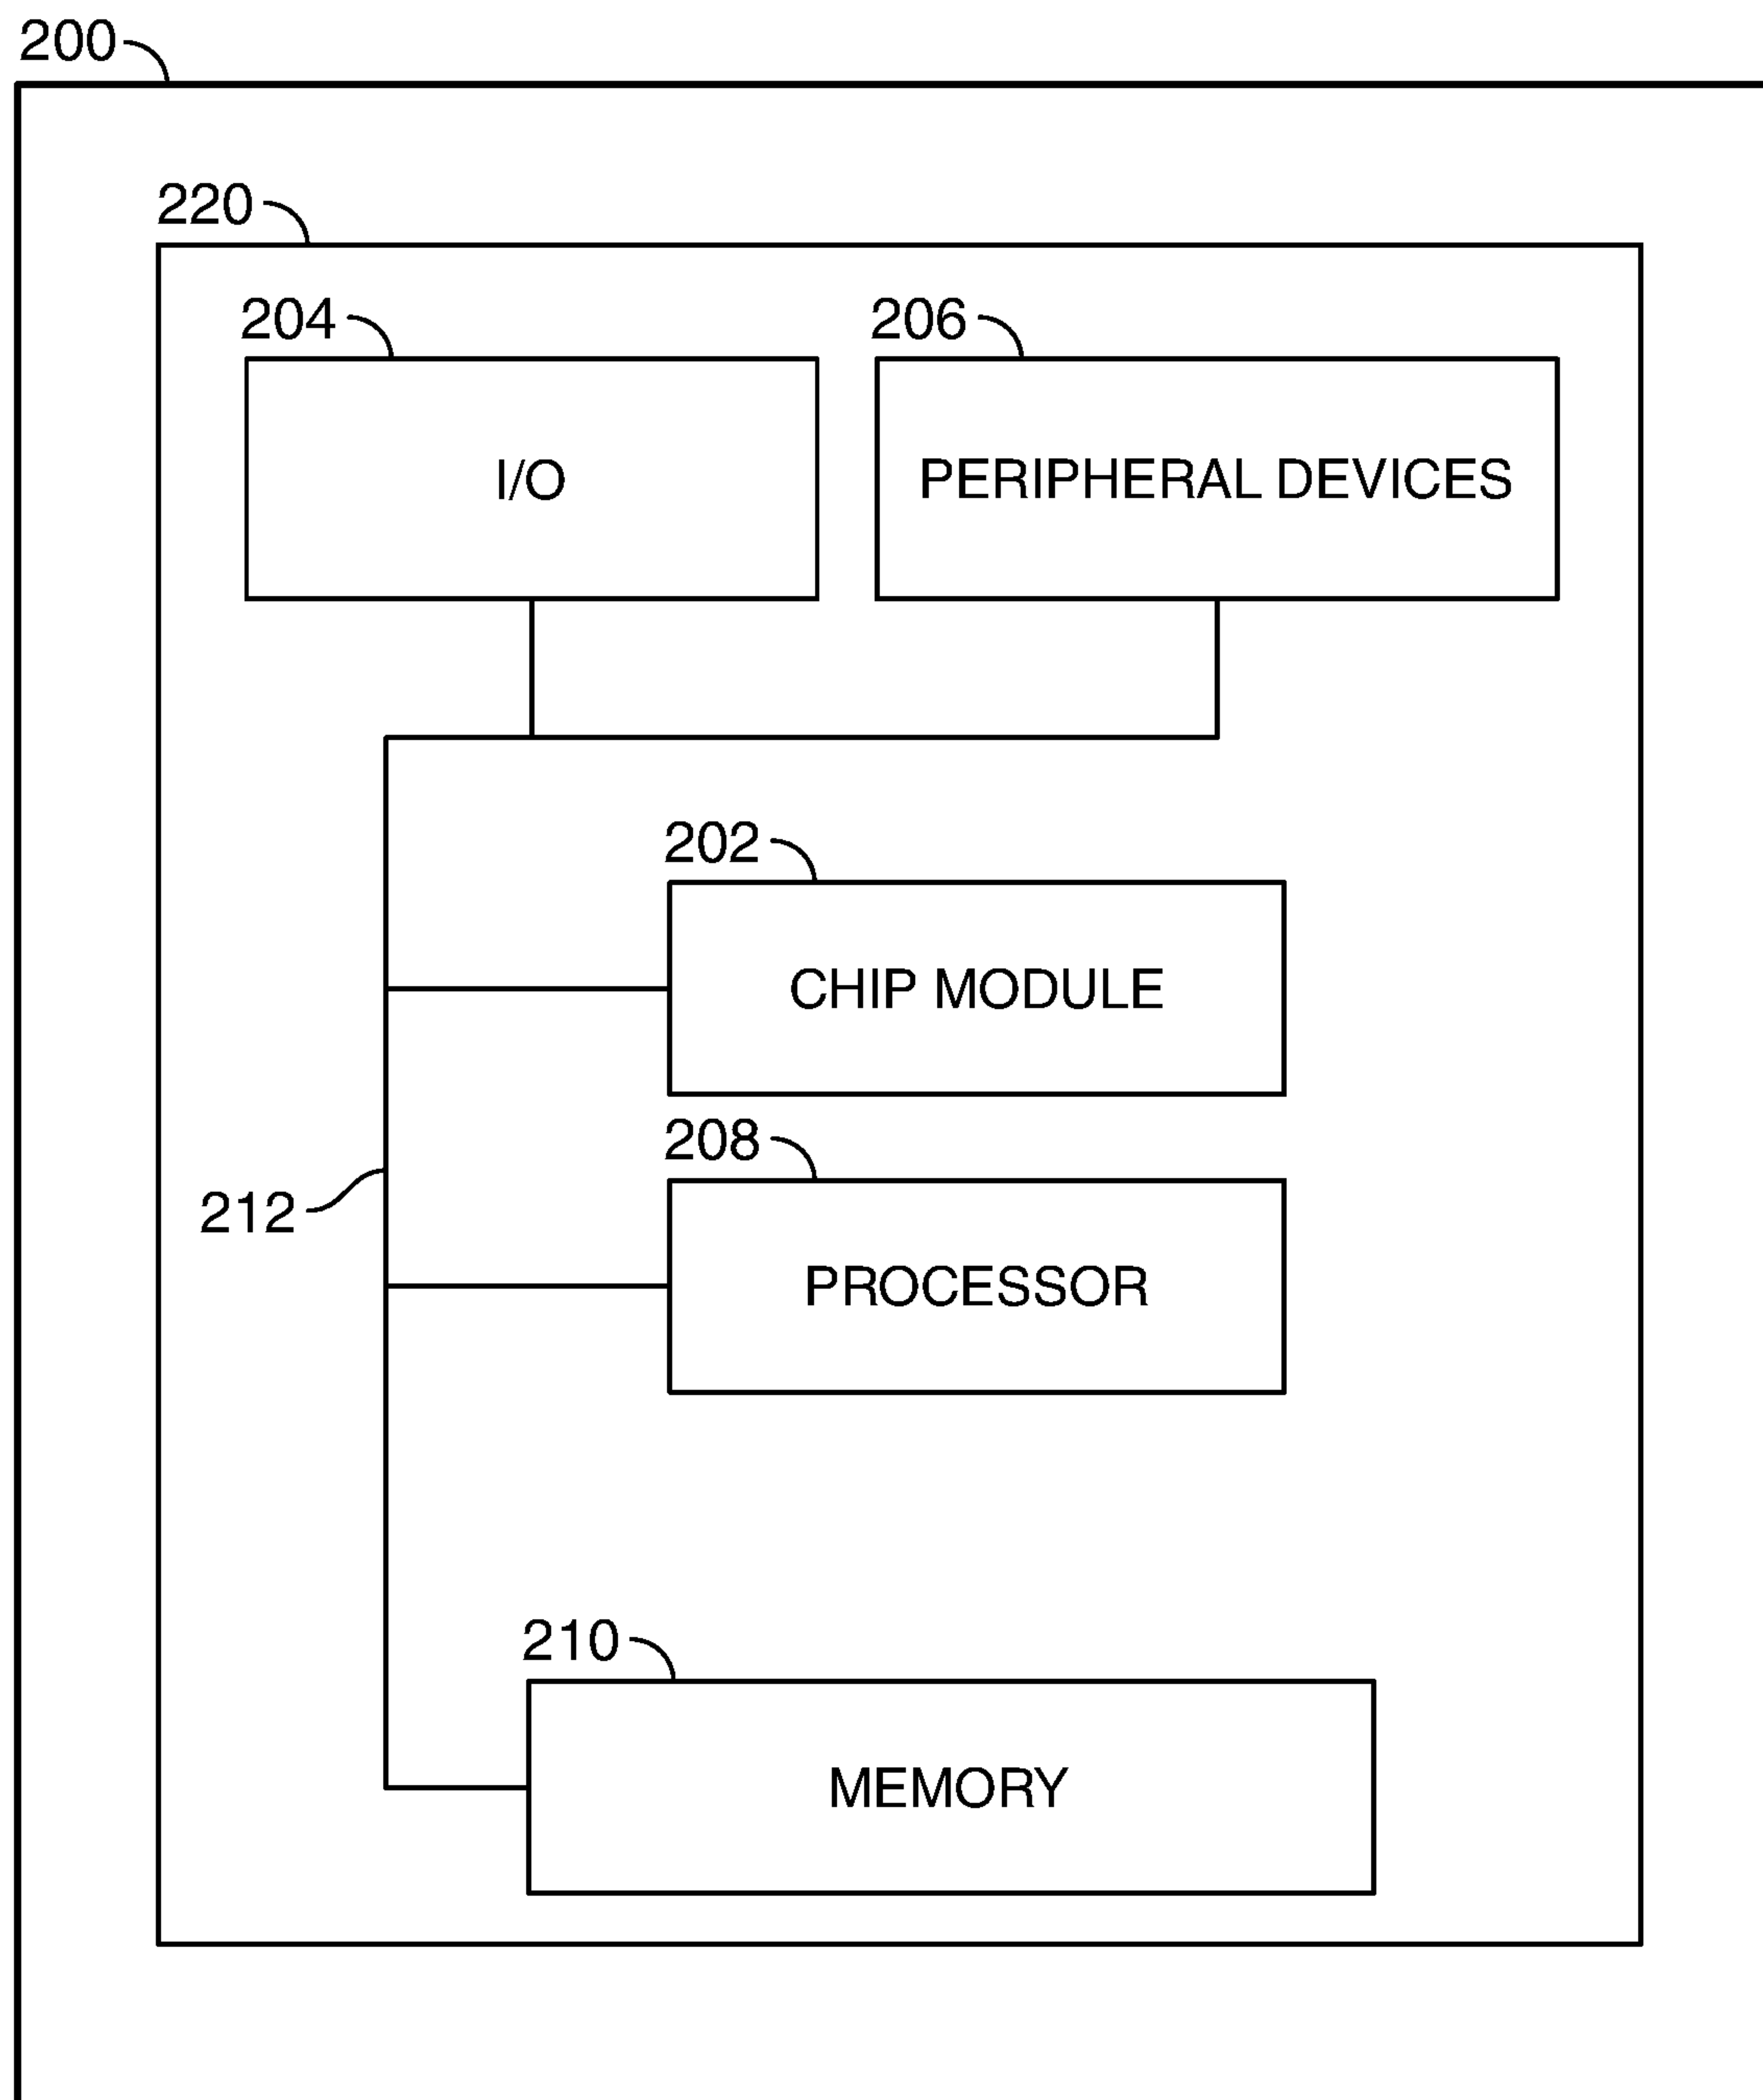 200
220
204
206
I/O
PERIPHERAL DEVICES
202
CHIP MODULE
208
212
PROCESSOR
210
MEMORY